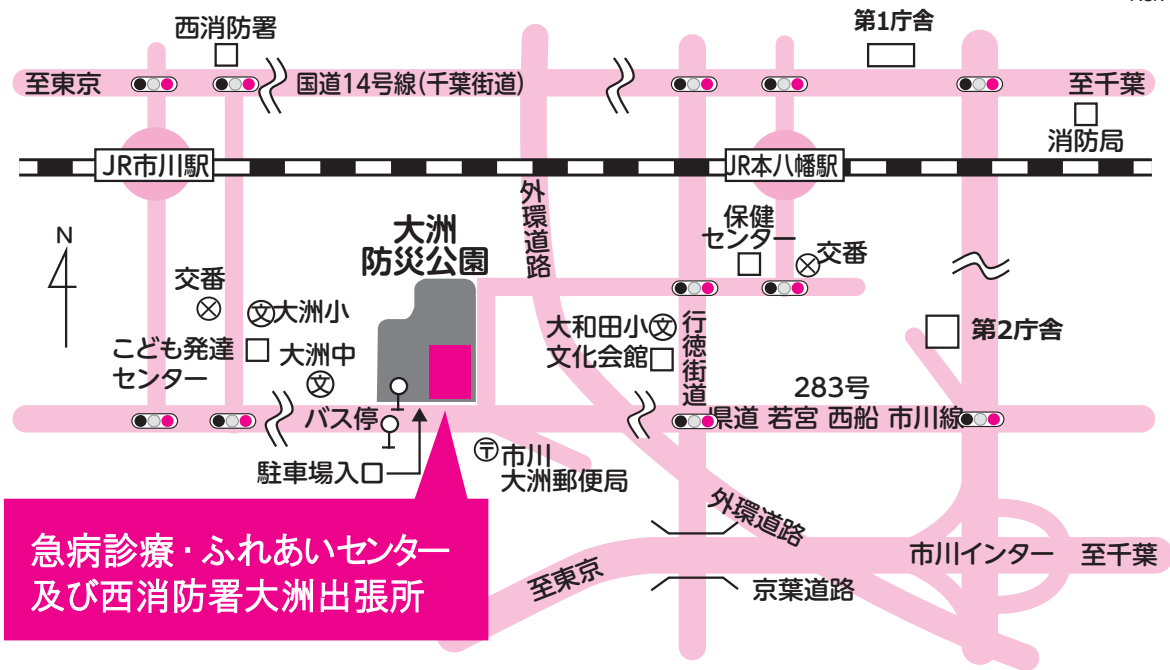 西消防署
第1庁舎
至東京
国道14号線(千葉街道)
至千葉
消防局
JR市川駅
JR本八幡駅
外環道路
保健
センター
交番
N
大洲
防災公園
交番
文大洲小
こども発達
センター
大洲中
文
大和田小文
文化会館
行徳街道
第2庁舎
283号
県道 若宮 西船 市川線
バス停
駐車場入口
〒市川
大洲郵便局
外環道路
急病診療・ふれあいセンター
及び西消防署大洲出張所
至東京
京葉道路
市川インター
至千葉